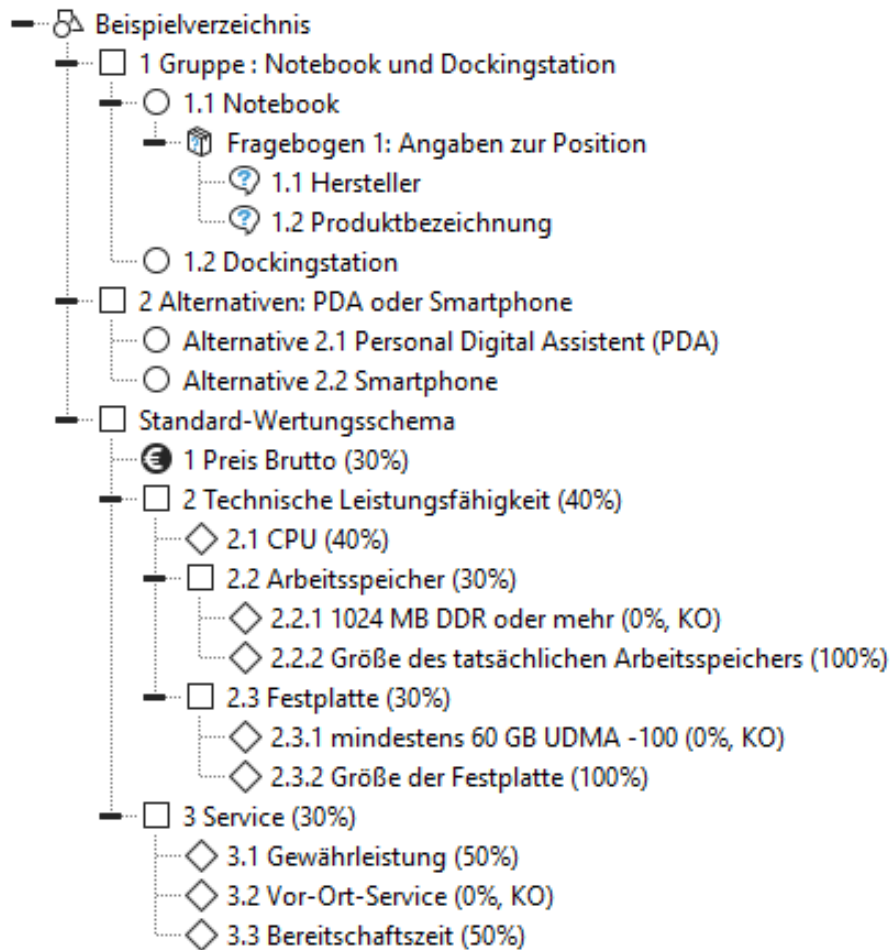 Beispielverzeichnis
1 Gruppe : Notebook und Dockingstation
1.1 Notebook
Fragebogen 1: Angaben zur Position
1.1 Hersteller
1.2 Produktbezeichnung
1.2 Dockingstation
2 Alternativen: PDA oder Smartphone
Alternative 2.1 Personal Digital Assistent (PDA)
Alternative 2.2 Smartphone
Standard-Wertungsschema
1 Preis Brutto (30%)
2 Technische Leistungsfähigkeit (40%)
2.1 CPU (40%)
2.2 Arbeitsspeicher (30%)
2.2.1 1024 MB DDR oder mehr (0%, KO)
2.2.2 Größe des tatsächlichen Arbeitsspeichers (100%)
2.3 Festplatte (30%)
2.3.1 mindestens 60 GB UDMA -100 (0%, KO)
2.3.2 Größe der Festplatte (100%)
3 Service (30%)
3.1 Gewährleistung (50%)
3.2 Vor-Ort-Service (0%, KO)
3.3 Bereitschaftszeit (50%)